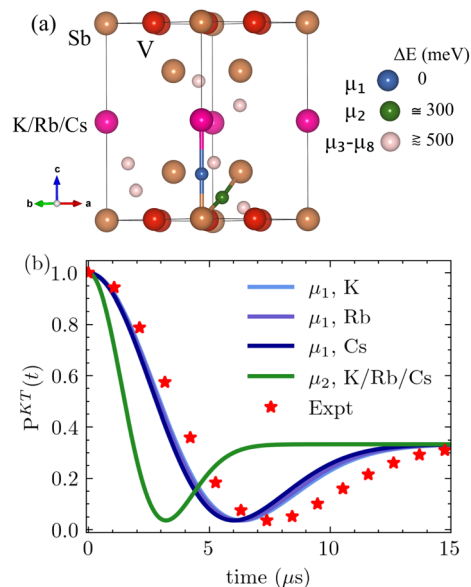 (a)
Sb
V
K/Rb/Cs
ΔE (meV)
μ₁ 0
μ₂ ≅ 300
μ₃-μ₈ ≳ 500
c
b a
(b)
1.0
0.8
0.6
0.4
0.2
0.0
P^{KT}(t)
μ₁, K
μ₁, Rb
μ₁, Cs
μ₂, K/Rb/Cs
Expt
0 5 10 15
time (μs)